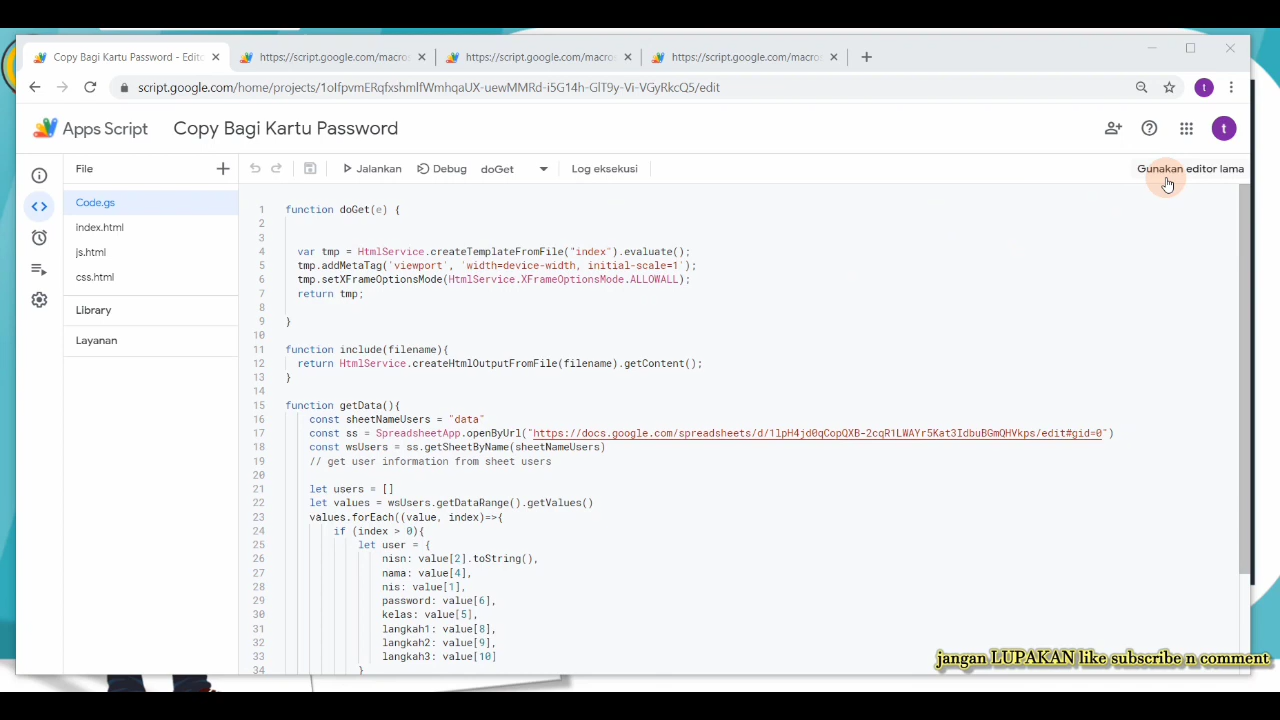 Copy Bagi Kartu Password - Edito
https://script.google.com/macro
https://script.google.com/macro
https://script.google.com/macro
script.google.com/home/projects/1olfpvmERqfxshmlfWmhqaUX-uewMMRd-i5G14h-GlT9y-Vi-VGyRkcQ5/edit
t
Apps Script
Copy Bagi Kartu Password
t
File
Jalankan
Debug
doGet
Log eksekusi
Gunakan editor lama
Code.gs
index.html
js.html
css.html
Library
Layanan
1 function doGet(e) {
2
3
4 var tmp = HtmlService.createTemplateFromFile("index").evaluate();
5 tmp.addMetaTag('viewport', 'width=device-width, initial-scale=1');
6 tmp.setXFrameOptionsMode(HtmlService.XFrameOptionsMode.ALLOWALL);
7 return tmp;
8
9 }
10
11 function include(filename){
12 return HtmlService.createHtmlOutputFromFile(filename).getContent();
13 }
14
15 function getData(){
16 const sheetNameUsers = "data"
17 const ss = SpreadsheetApp.openByUrl("https://docs.google.com/spreadsheets/d/1lpH4jd0qCopQXB-2cqR1LWAYr5Kat3IdbuBGmQHVkps/edit#gid=0")
18 const wsUsers = ss.getSheetByName(sheetNameUsers)
19 // get user information from sheet users
20
21 let users = []
22 let values = wsUsers.getDataRange().getValues()
23 values.forEach((value, index)=>{
24 if (index > 0){
25 let user = {
26 nisn: value[2].toString(),
27 nama: value[4],
28 nis: value[1],
29 password: value[6],
30 kelas: value[5],
31 langkah1: value[8],
32 langkah2: value[9],
33 langkah3: value[10]
34 }
jangan LUPAKAN like subscribe n comment